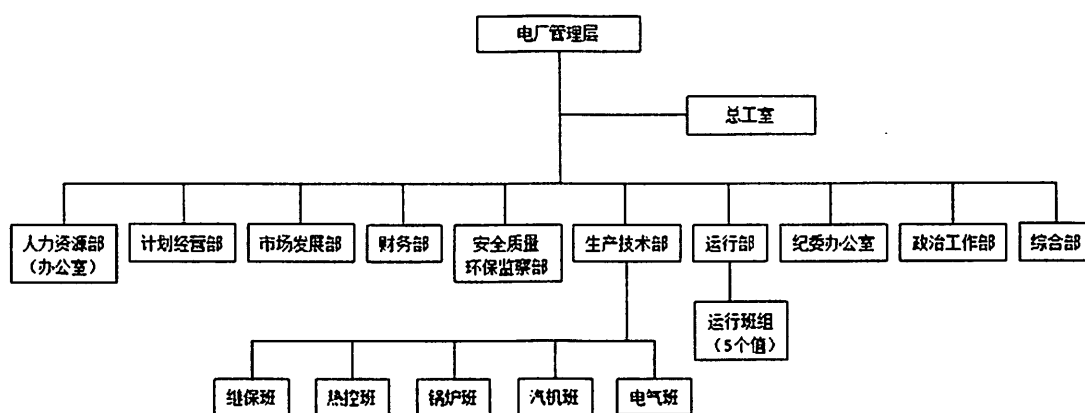 电厂管理层
总工室
人力资源部
（办公室）
计划经营部
市场发展部
财务部
安全质量
环保监察部
生产技术部
运行部
纪委办公室
政治工作部
综合部
运行班组
（5个值）
维保班
热控班
锅炉班
汽机班
电气班